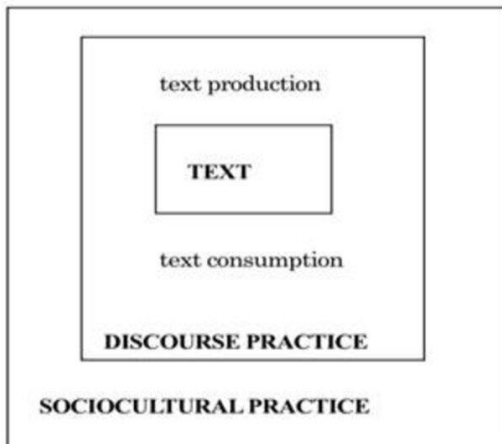 text production
TEXT
text consumption
DISCOURSE PRACTICE
SOCIOCULTURAL PRACTICE